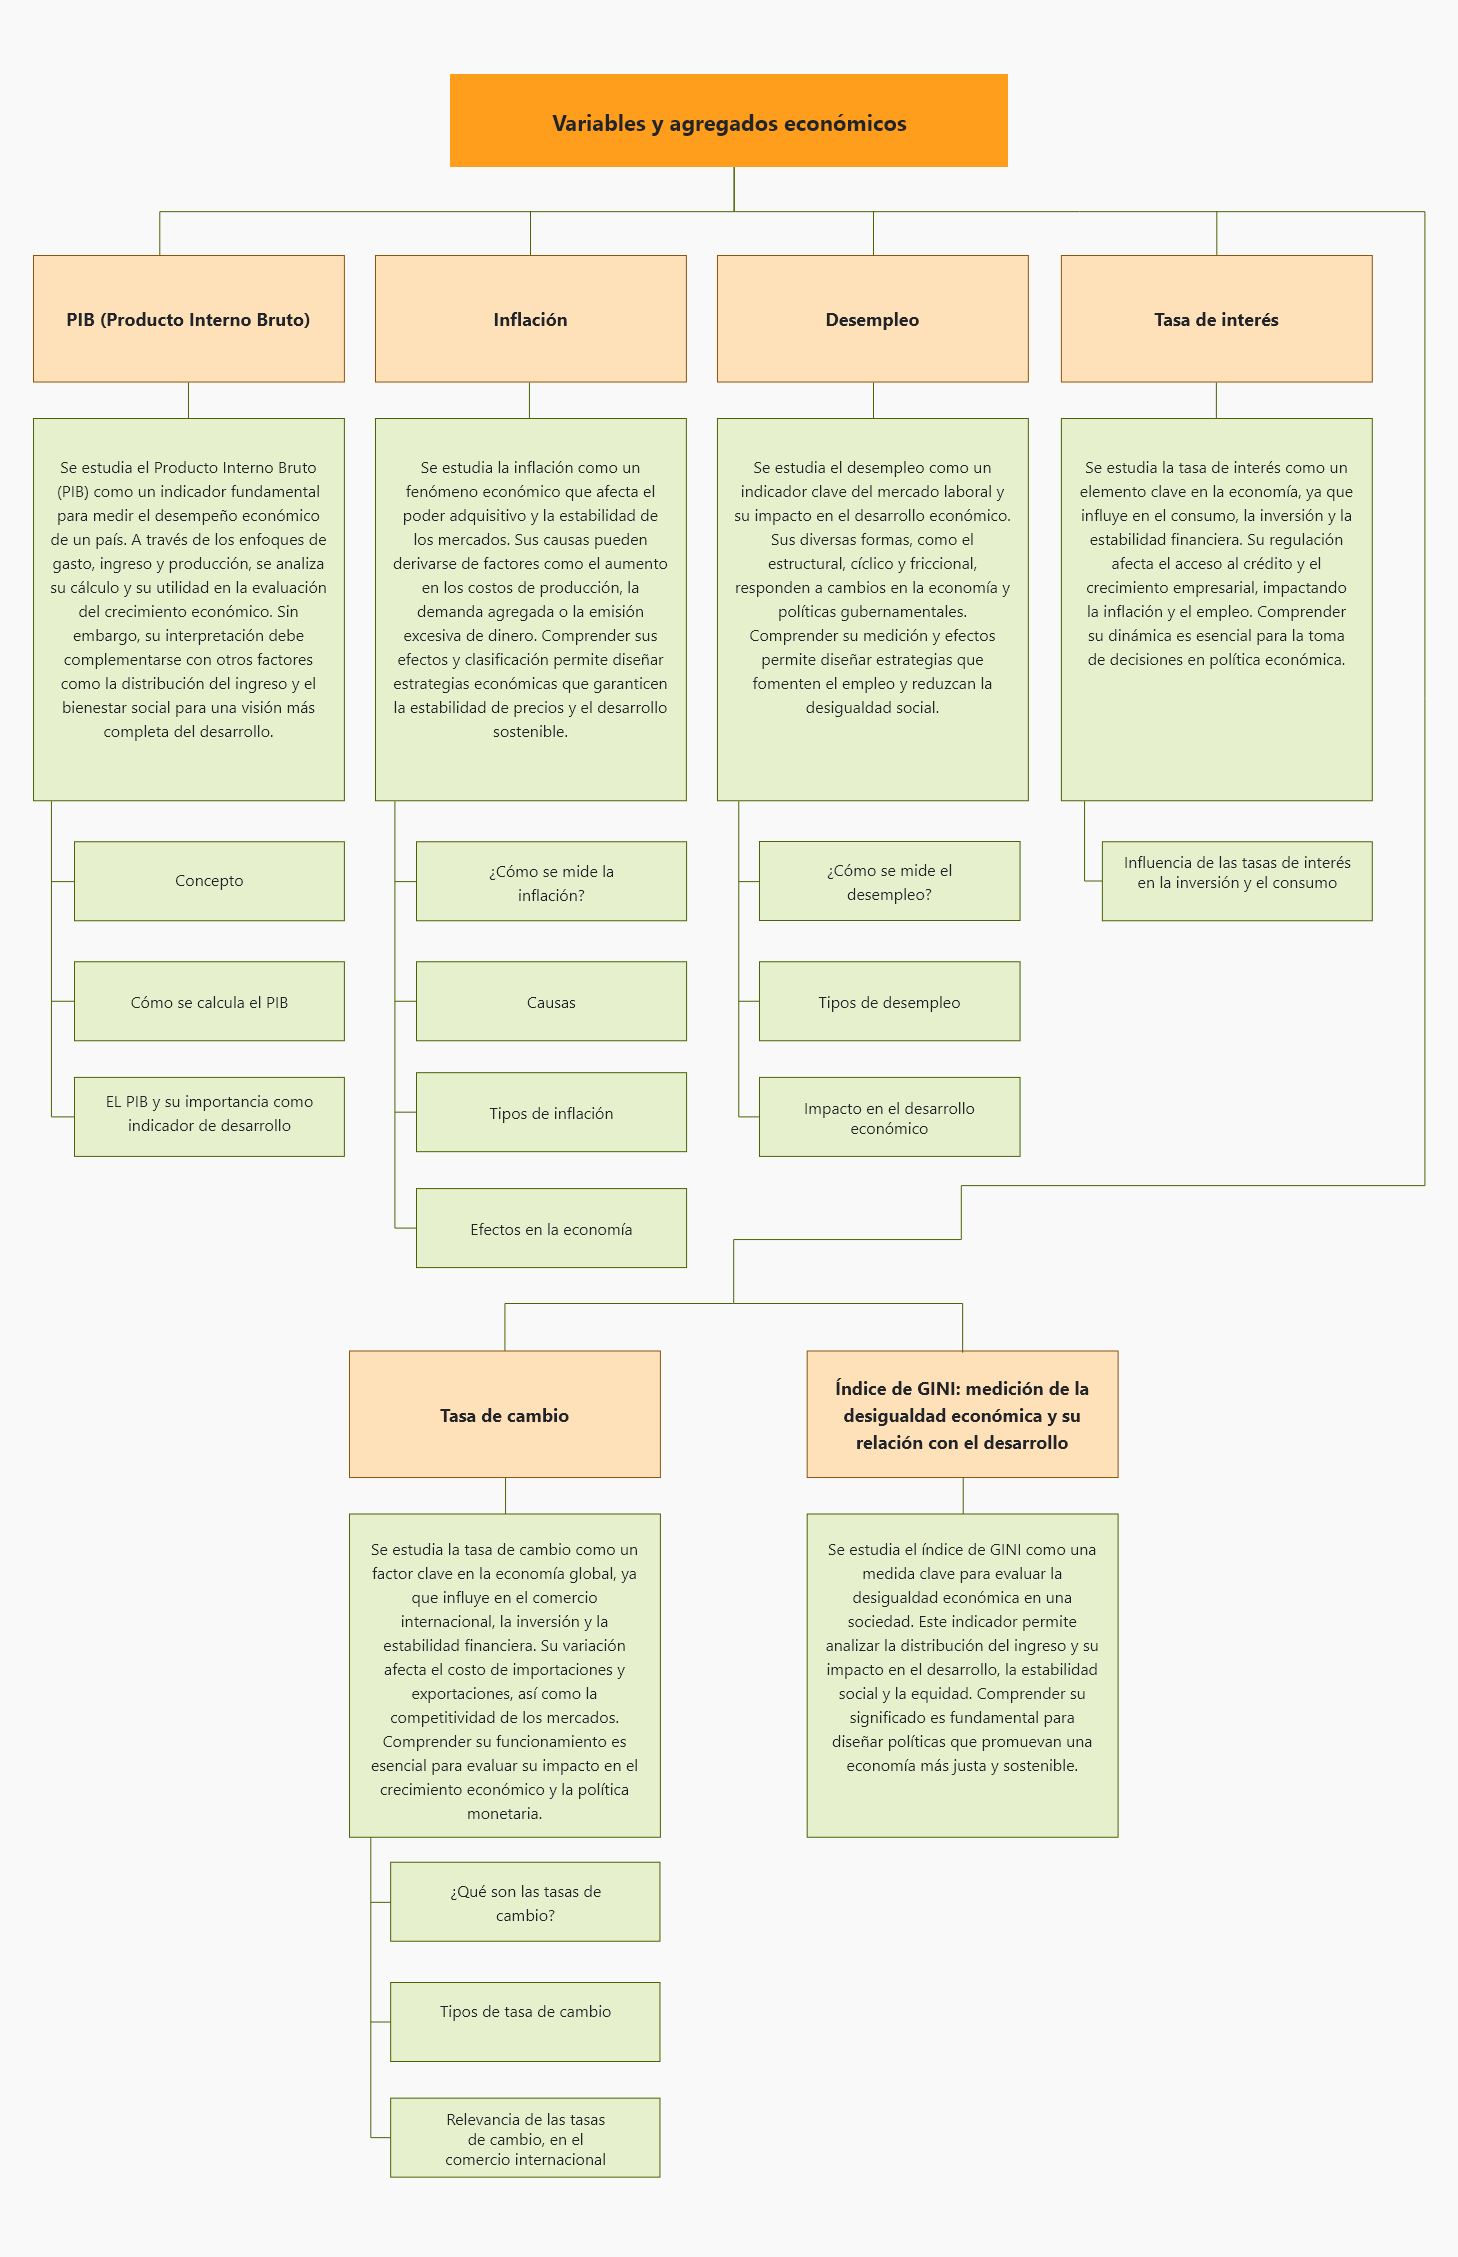 Variables y agregados económicos
PIB (Producto Interno Bruto)
Se estudia el Producto Interno Bruto
(PIB) como un indicador fundamental
para medir el desempeño económico
de un país. A través de los enfoques de
gasto, ingreso y producción, se analiza
su cálculo y su utilidad en la evaluación
del crecimiento económico. Sin
embargo, su interpretación debe
complementarse con otros factores
como la distribución del ingreso y el
bienestar social para una visión más
completa del desarrollo.
Concepto
Cómo se calcula el PIB
EL PIB y su importancia como
indicador de desarrollo
Inflación
Se estudia la inflación como un
fenómeno económico que afecta el
poder adquisitivo y la estabilidad de
los mercados. Sus causas pueden
derivarse de factores como el aumento
en los costos de producción, la
demanda agregada o la emisión
excesiva de dinero. Comprender sus
efectos y clasificación permite diseñar
estrategias económicas que garanticen
la estabilidad de precios y el desarrollo
sostenible.
¿Cómo se mide la
inflación?
Causas
Tipos de inflación
Efectos en la economía
Desempleo
Se estudia el desempleo como un
indicador clave del mercado laboral y
su impacto en el desarrollo económico.
Sus diversas formas, como el
estructural, cíclico y friccional,
responden a cambios en la economía y
políticas gubernamentales.
Comprender su medición y efectos
permite diseñar estrategias que
fomenten el empleo y reduzcan la
desigualdad social.
¿Cómo se mide el
desempleo?
Tipos de desempleo
Impacto en el desarrollo
económico
Tasa de interés
Se estudia la tasa de interés como un
elemento clave en la economía, ya que
influye en el consumo, la inversión y la
estabilidad financiera. Su regulación
afecta el acceso al crédito y el
crecimiento empresarial, impactando
la inflación y el empleo. Comprender
su dinámica es esencial para la toma
de decisiones en política económica.
Influencia de las tasas de interés
en la inversión y el consumo
Tasa de cambio
Se estudia la tasa de cambio como un
factor clave en la economía global, ya
que influye en el comercio
internacional, la inversión y la
estabilidad financiera. Su variación
afecta el costo de importaciones y
exportaciones, así como la
competitividad de los mercados.
Comprender su funcionamiento es
esencial para evaluar su impacto en el
crecimiento económico y la política
monetaria.
¿Qué son las tasas de
cambio?
Tipos de tasa de cambio
Relevancia de las tasas
de cambio, en el
comercio internacional
Índice de GINI: medición de la
desigualdad económica y su
relación con el desarrollo
Se estudia el índice de GINI como una
medida clave para evaluar la
desigualdad económica en una
sociedad. Este indicador permite
analizar la distribución del ingreso y su
impacto en el desarrollo, la estabilidad
social y la equidad. Comprender su
significado es fundamental para
diseñar políticas que promuevan una
economía más justa y sostenible.